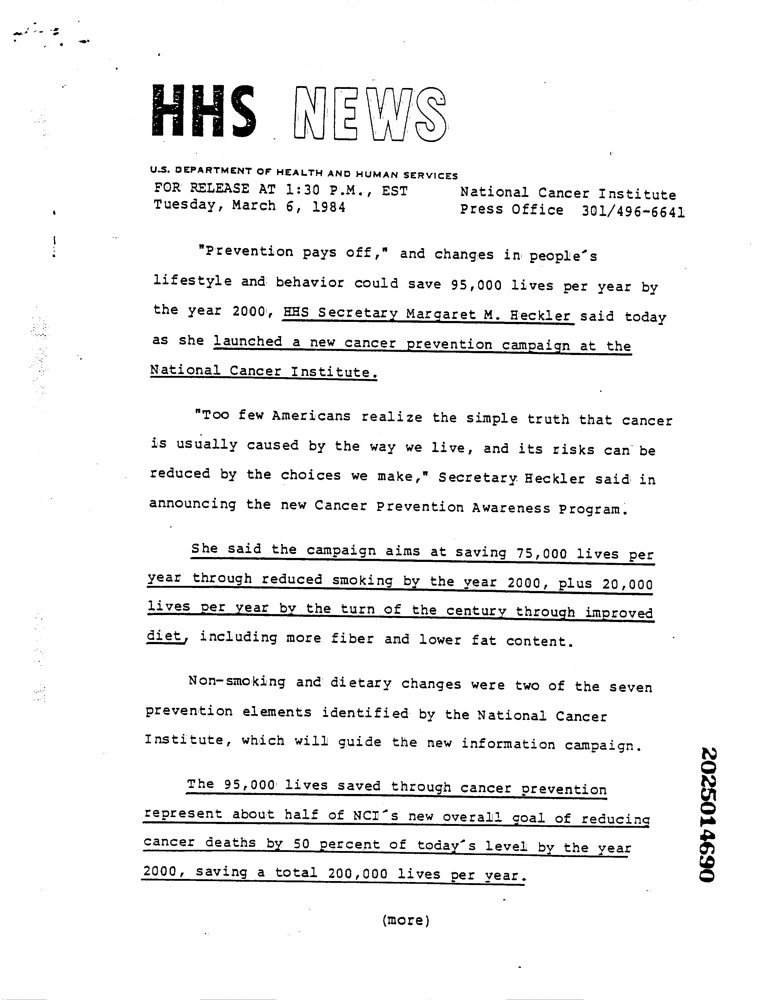 HHS NEWS
U.S. DEPARTMENT OF HEALTH AND HUMAN SERVICES
FOR RELEASE AT 1:30 P.M., EST National Cancer Institute
Tuesday, March 6, 1984 Press Office 301/496-6641
"Prevention pays off," and changes in people´s
lifestyle and behavior could save 95,000 lives per year by
the year 2000, HHS Secretary Margaret M. Heckler said today
as she launched a new cancer prevention campaign at the
National Cancer Institute.
"Too few Americans realize the simple truth that cancer
is usually caused by the way we live, and its risks can be
reduced by the choices we make," Secretary Heckler said in
announcing the new Cancer Prevention Awareness Program.
She said the campaign aims at saving 75,000 lives per
year through reduced smoking by the year 2000, plus 20,000
lives per year by the turn of the century through improved
diet, including more fiber and lower fat content.
Non-smoking and dietary changes were two of the seven
prevention elements identified by the National Cancer
Institute, which will guide the new information campaign.
The 95,000 lives saved through cancer prevention
represent about half of NCI´s new overall goal of reducing
cancer deaths by 50 percent of today´s level by the year
2000, saving a total 200,000 lives per year.
(more)
2025014690